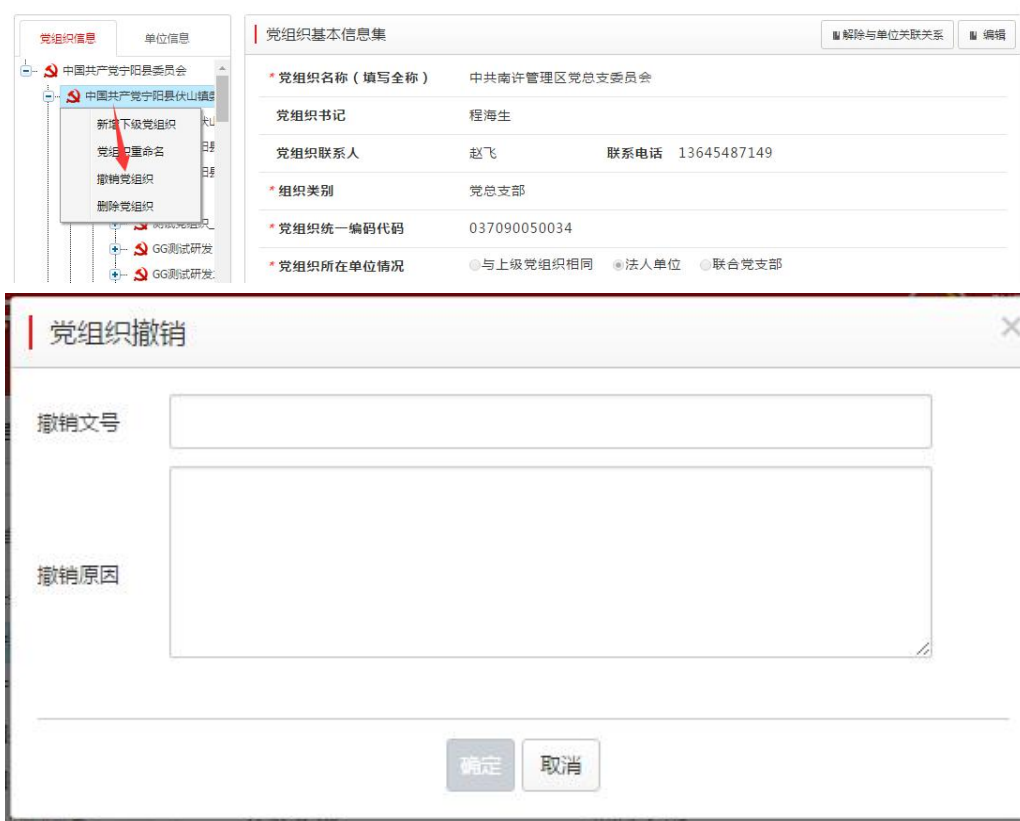 党组织信息
单位信息
中国共产党宁阳县委员会
中国共产党宁阳县伏山镇委
新增下级党组织
党组织重命名
撤销党组织
删除党组织
测试党组织_
GG测试研发
GG测试研发
党组织基本信息集
解除与单位关联关系
编辑
*党组织名称（填写全称） 中共南许管理区党总支委员会
党组织书记 程海生
党组织联系人 赵飞 联系电话 13645487149
*组织类别 党总支部
*党组织统一编码代码 037090050034
*党组织所在单位情况 与上级党组织相同 法人单位 联合党支部
党组织撤销
撤销文号
撤销原因
确定 取消